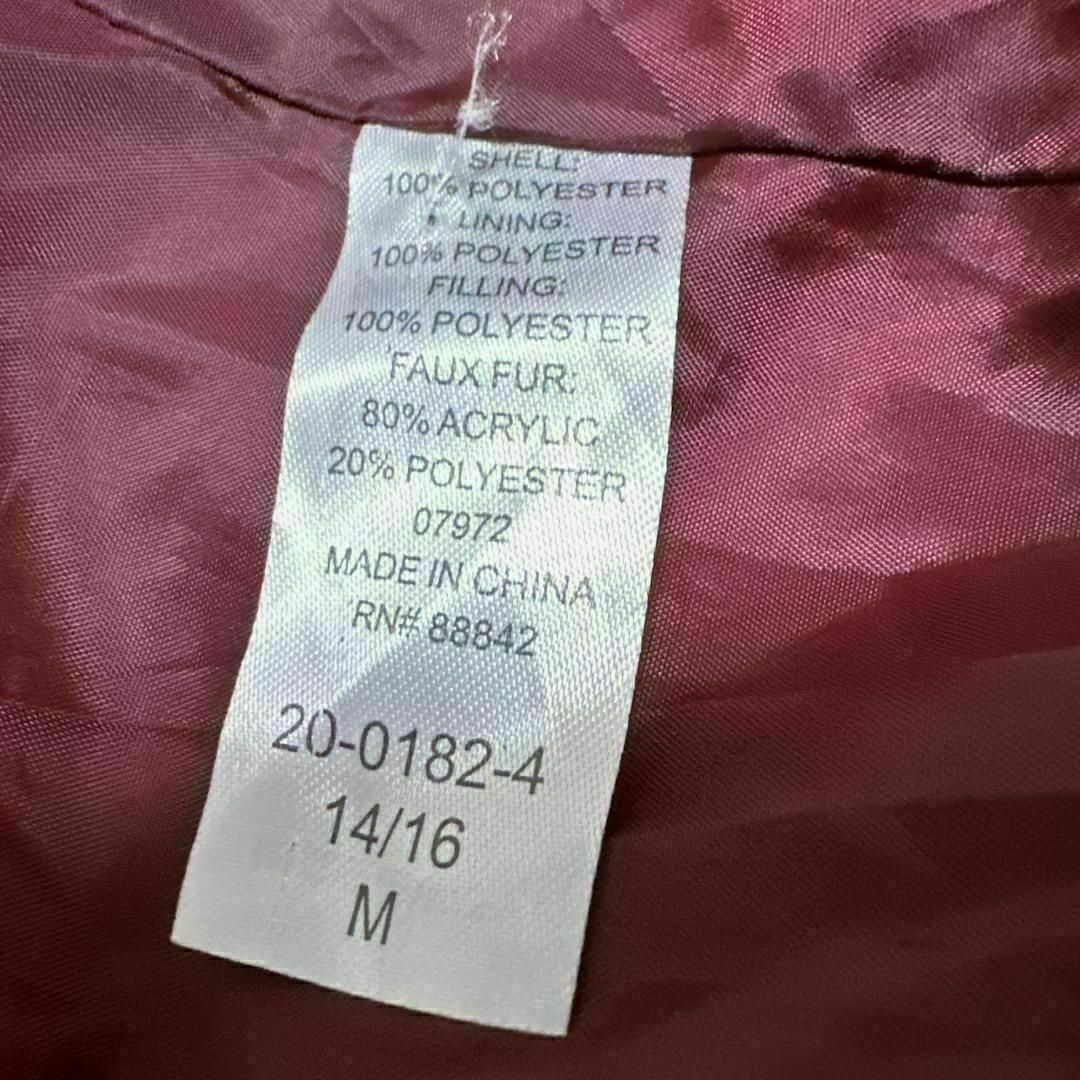 SHELL:
100% POLYESTER
LINING:
100% POLYESTER
FILLING:
100% POLYESTER
FAUX FUR:
80% ACRYLIC
20% POLYESTER
07972
MADE IN CHINA
RN# 88842
20-0182-4
14/16
M